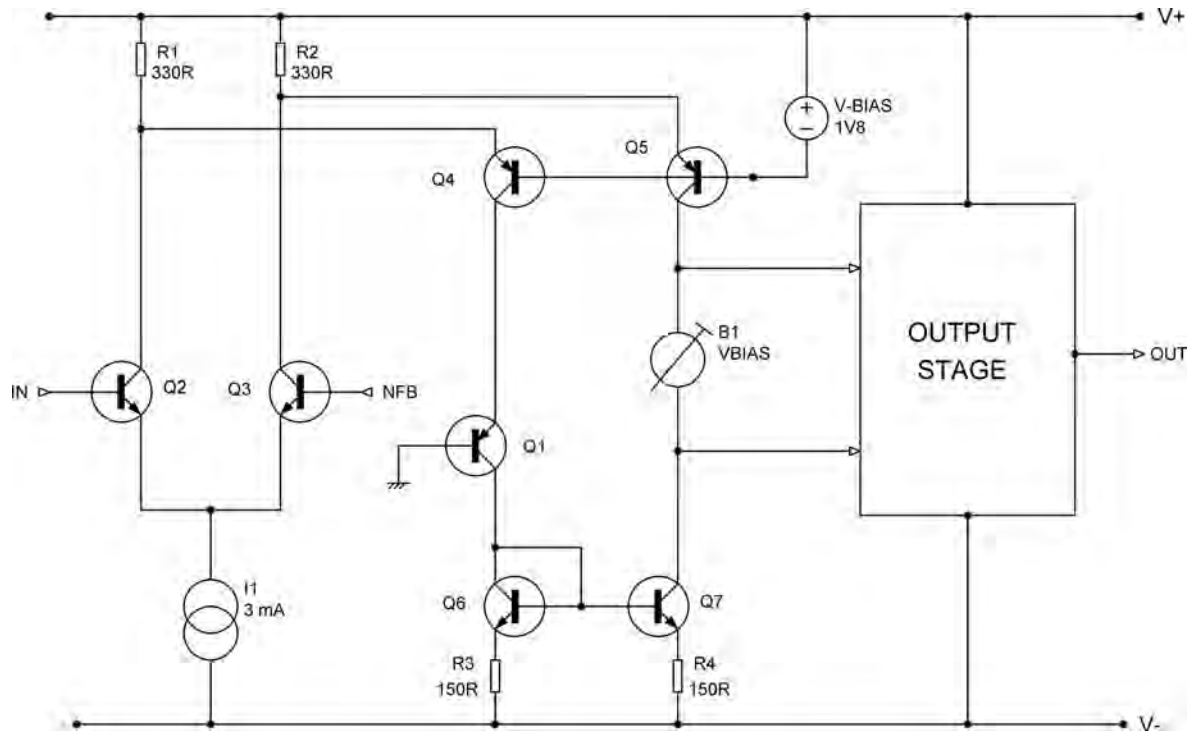 V+
R1
330R
R2
330R
V-BIAS
1V8
Q4
Q5
B1
VBIAS
OUTPUT
STAGE
OUT
IN
Q2
Q3
NFB
Q1
I1
3 mA
Q6
Q7
R3
150R
R4
150R
V-